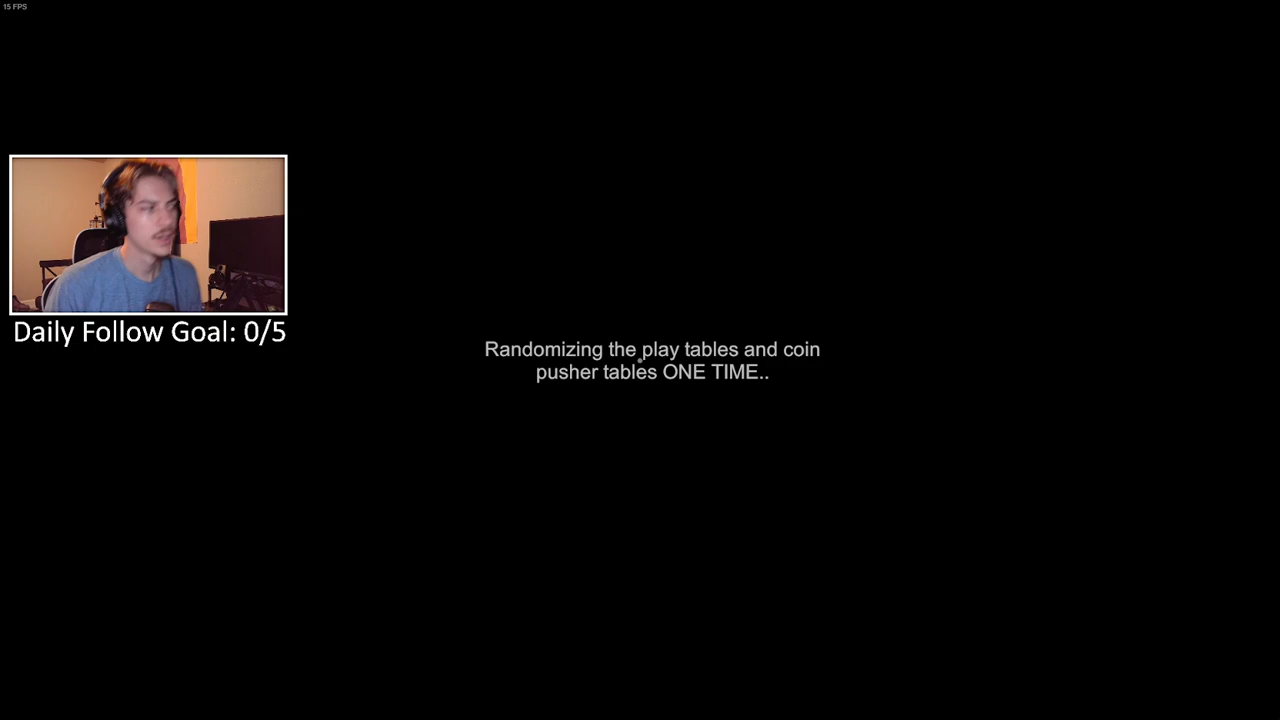 15 FPS
Daily Follow Goal: 0/5
Randomizing the play tables and coin
pusher tables ONE TIME..